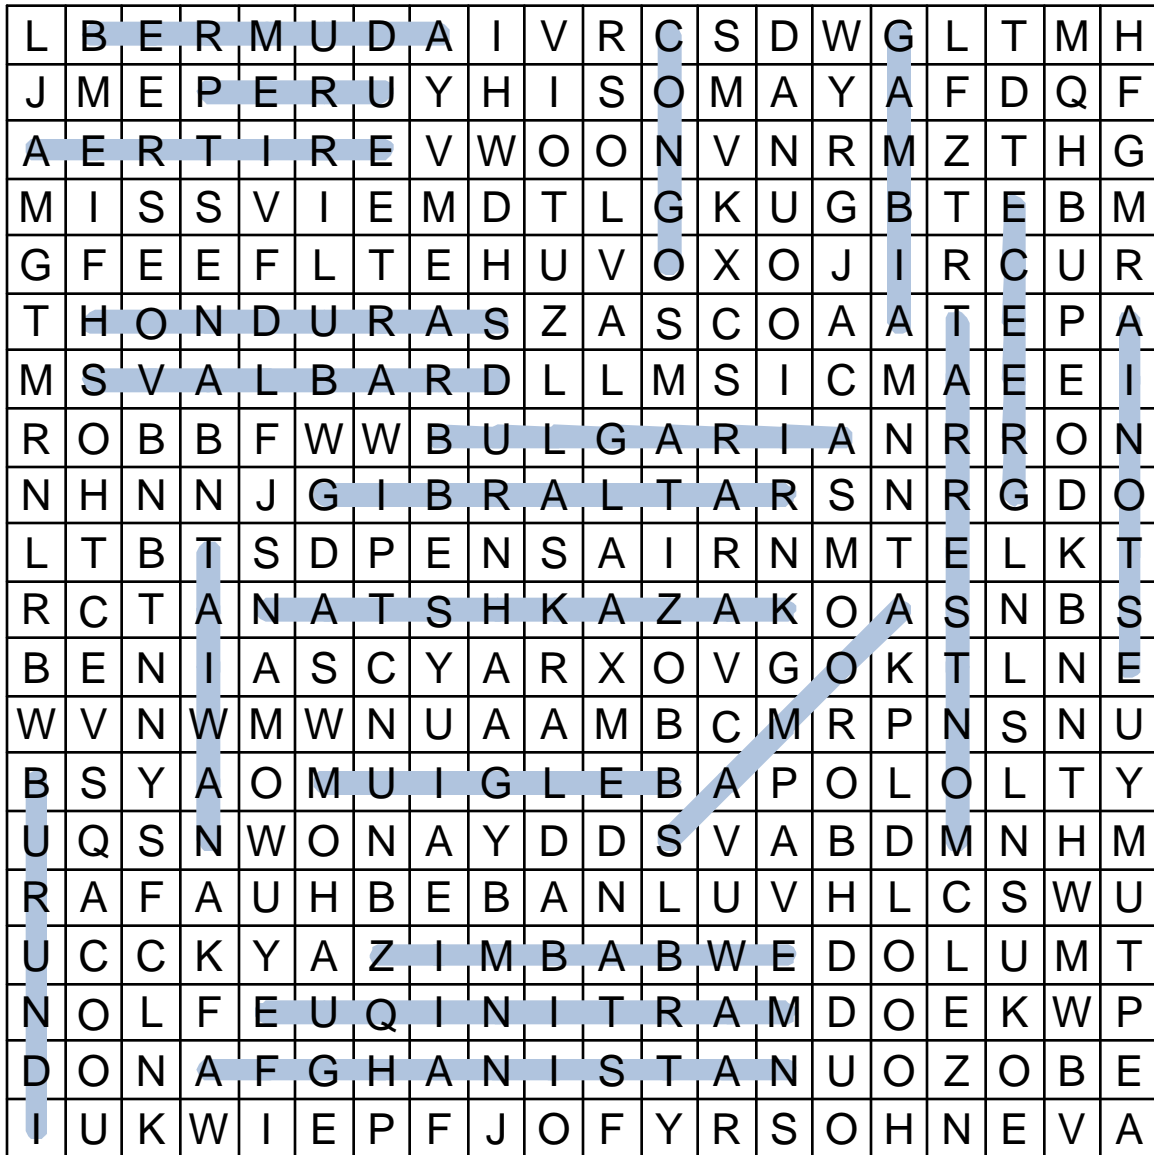 L B E R M U D A I V R C S D W G L T M H
J M E P E R U Y H I S O M A Y A F D Q F
A E R T I R E V W O O N V N R M Z T H G
M I S S V I E M D T L G K U G B T E B M
G F E E F L T E H U V O X O J I R C U R
T H O N D U R A S Z A S C O A A T E P A
M S V A L B A R D L L M S I C M A E E I
R O B B F W W B U L G A R I A N R R O N
N H N N J G I B R A L T A R S N R G D O
L T B T S D P E N S A I R N M T E L K T
R C T A N A T S H K A Z A K O A S N B S
B E N I A S C Y A R X O V G O K T L N E
W V N W M W N U A A M B C M R P N S N U
B S Y A O M U I G L E B A P O L O L T Y
U Q S N W O N A Y D D S V A B D M N H M
R A F A U H B E B A N L U V H L C S W U
U C C K Y A Z I M B A B W E D O L U M T
N O L F E U Q I N I T R A M D O E K W P
D O N A F G H A N I S T A N U O Z O B E
I U K W I E P F J O F Y R S O H N E V A